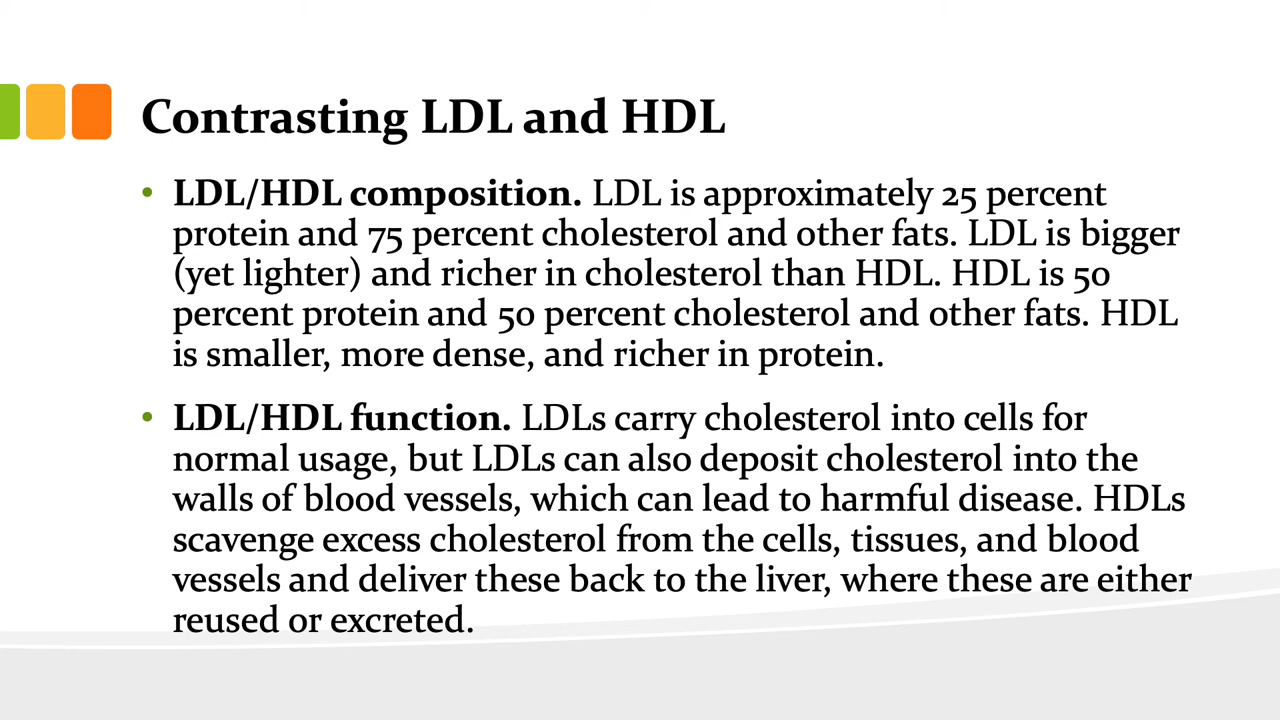 Contrasting LDL and HDL
• LDL/HDL composition. LDL is approximately 25 percent
protein and 75 percent cholesterol and other fats. LDL is bigger
(yet lighter) and richer in cholesterol than HDL. HDL is 50
percent protein and 50 percent cholesterol and other fats. HDL
is smaller, more dense, and richer in protein.
• LDL/HDL function. LDLs carry cholesterol into cells for
normal usage, but LDLs can also deposit cholesterol into the
walls of blood vessels, which can lead to harmful disease. HDLs
scavenge excess cholesterol from the cells, tissues, and blood
vessels and deliver these back to the liver, where these are either
reused or excreted.